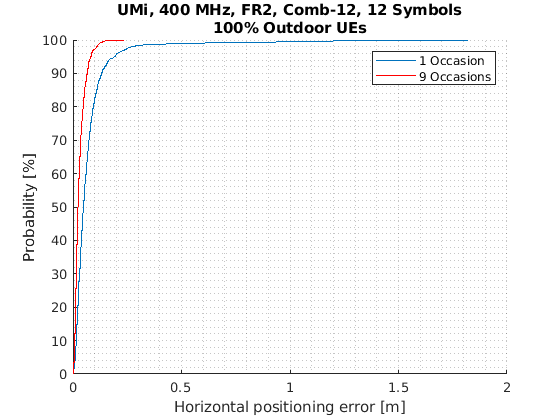 UMi, 400 MHz, FR2, Comb-12, 12 Symbols
100% Outdoor UEs
1 Occasion
9 Occasions
Probability [%]
100
90
80
70
60
50
40
30
20
10
0
0
0.5
1
1.5
2
Horizontal positioning error [m]